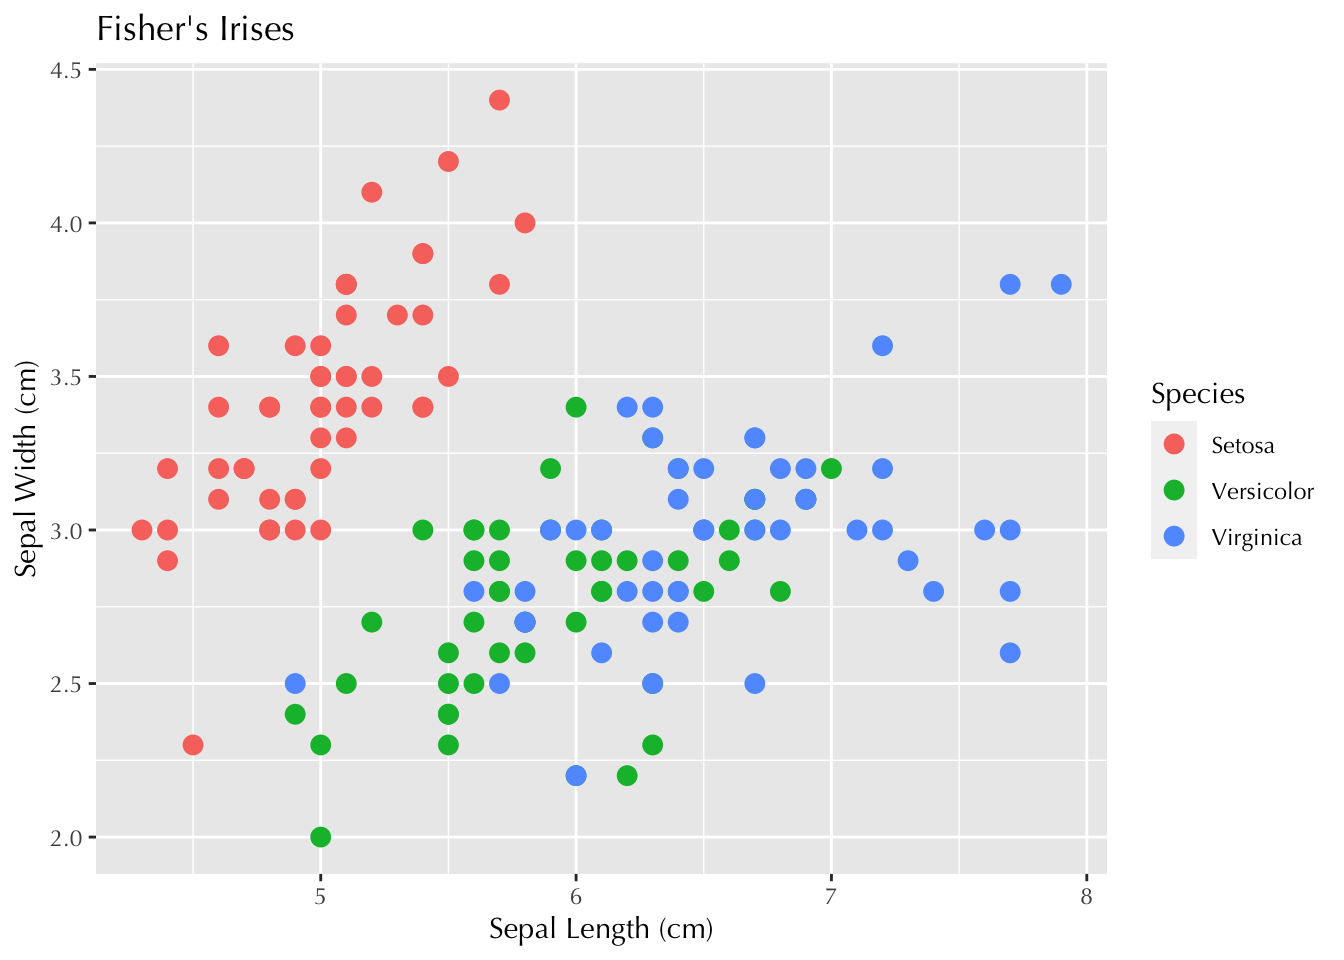 Fisher's Irises
4.5
4.0
3.5
3.0
2.5
2.0
Sepal Width (cm)
5 6 7 8
Sepal Length (cm)
Species
Setosa
Versicolor
Virginica